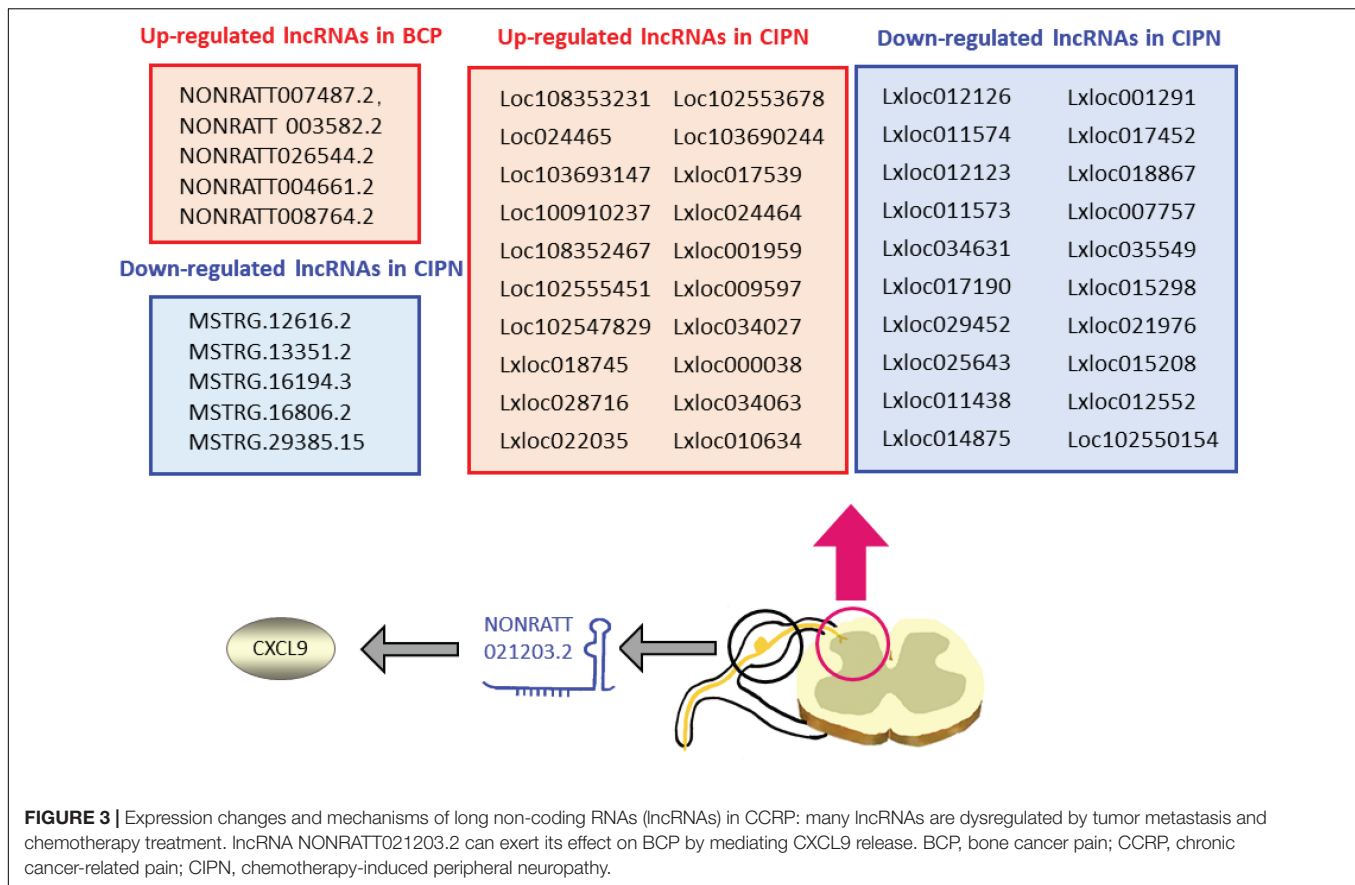 Up-regulated lncRNAs in BCP
NONRATT007487.2,
NONRATT 003582.2
NONRATT026544.2
NONRATT004661.2
NONRATT008764.2
Down-regulated lncRNAs in CIPN
MSTRG.12616.2
MSTRG.13351.2
MSTRG.16194.3
MSTRG.16806.2
MSTRG.29385.15
Up-regulated lncRNAs in CIPN
Loc108353231 Loc102553678
Loc024465 Loc103690244
Loc103693147 Lxloc017539
Loc100910237 Lxloc024464
Loc108352467 Lxloc001959
Loc102555451 Lxloc009597
Loc102547829 Lxloc034027
Lxloc018745 Lxloc000038
Lxloc028716 Lxloc034063
Lxloc022035 Lxloc010634
Down-regulated lncRNAs in CIPN
Lxloc012126 Lxloc001291
Lxloc011574 Lxloc017452
Lxloc012123 Lxloc018867
Lxloc011573 Lxloc007757
Lxloc034631 Lxloc035549
Lxloc017190 Lxloc015298
Lxloc029452 Lxloc021976
Lxloc025643 Lxloc015208
Lxloc011438 Lxloc012552
Lxloc014875 Loc102550154
CXCL9
NONRATT
021203.2
FIGURE 3 | Expression changes and mechanisms of long non-coding RNAs (lncRNAs) in CCRP: many lncRNAs are dysregulated by tumor metastasis and
chemotherapy treatment. lncRNA NONRATT021203.2 can exert its effect on BCP by mediating CXCL9 release. BCP, bone cancer pain; CCRP, chronic
cancer-related pain; CIPN, chemotherapy-induced peripheral neuropathy.